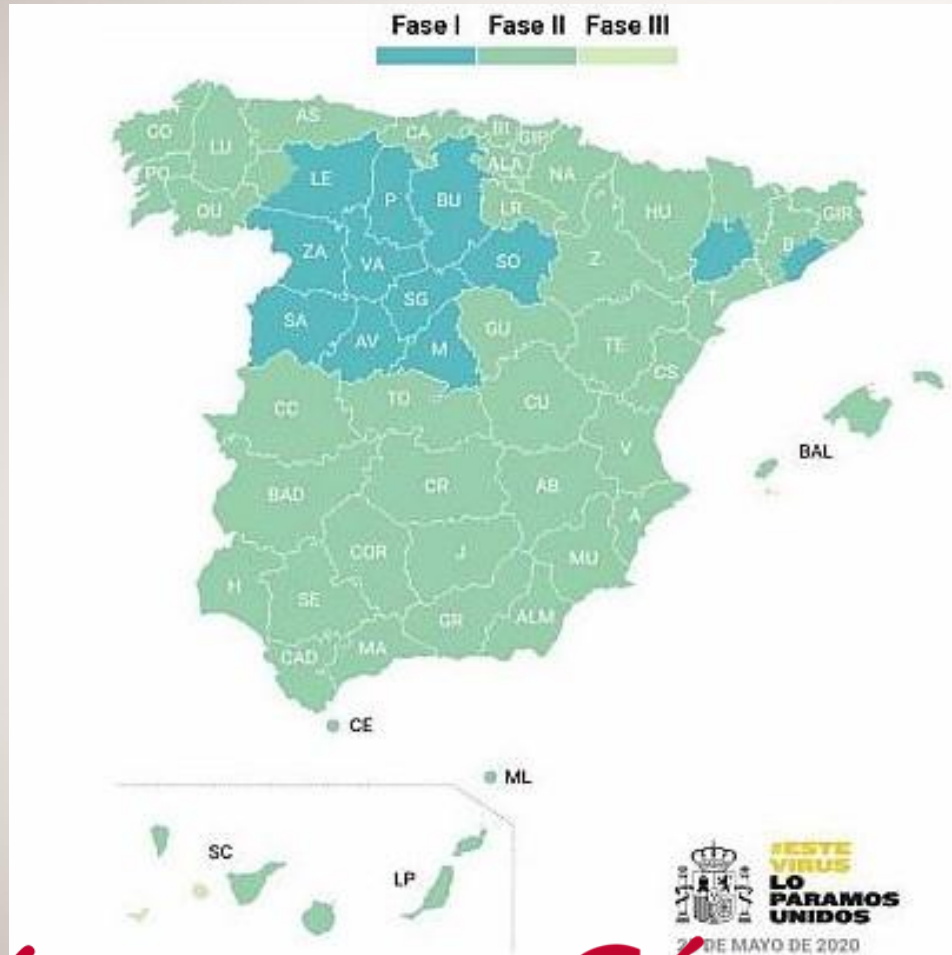 Fase I Fase II Fase III
AS
CO
LU
CA
BI
GIP
PO
LE
P
BU
ALA
NA
OU
LR
HU
L
GIR
B
ZA
VA
SO
Z
SG
T
SA
AV
M
GU
TE
CS
CC
TO
CU
V
BAL
BAD
CR
AB
A
COR
J
MU
H
SE
GR
ALM
CAD
MA
CE
ML
SC
LP
#ESTE
VIRUS
LO
PARAMOS
UNIDOS
DE MAYO DE 2020